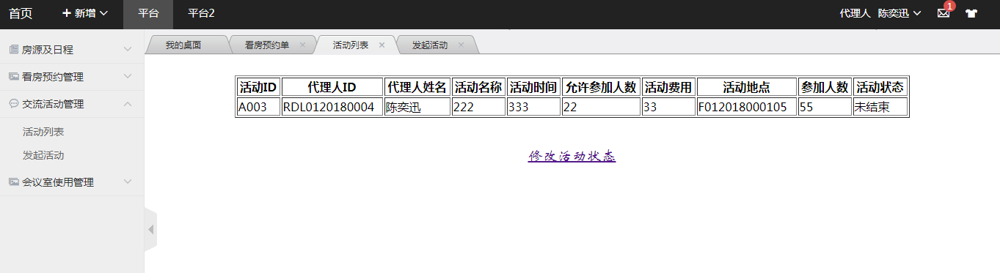 首页 新增 平台 平台2 代理人 陈奕迅 1
我的桌面 看房预约单 活动列表 发起活动
房源及日程
看房预约管理
交流活动管理
活动列表
发起活动
会议室使用管理
活动ID 代理人ID 代理人姓名 活动名称 活动时间 允许参加人数 活动费用 活动地点 参加人数 活动状态
A003 RDL0120180004 陈奕迅 222 333 22 33 F012018000105 55 未结束
修改活动状态